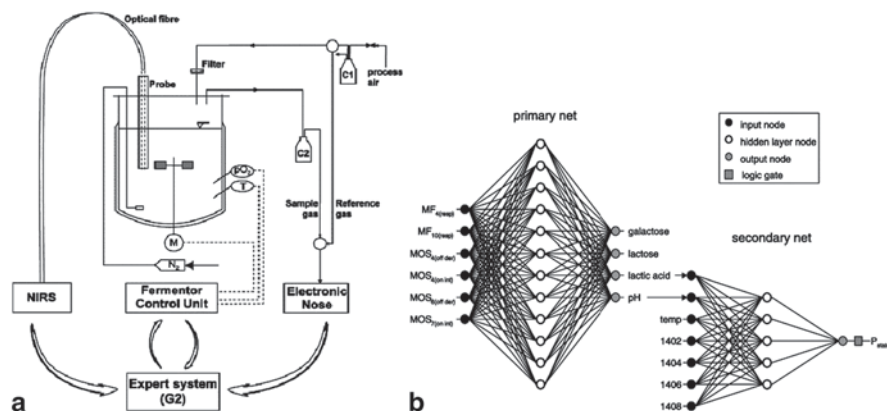 Optical fibre
Filter
C1
process
air
Probe
C2
pO2
T
Sample
gas
Reference
gas
M
N2
NIRS
Fermentor
Control Unit
Electronic
Nose
Expert system
(G2)
a
primary net
input node
hidden layer node
output node
logic gate
MF4(resp)
MF10(resp)
MOS4(off der)
MOS5(on int)
MOS6(off der)
MOS7(on int)
galactose
lactose
lactic acid
pH
secondary net
temp
1402
1404
1406
1408
b